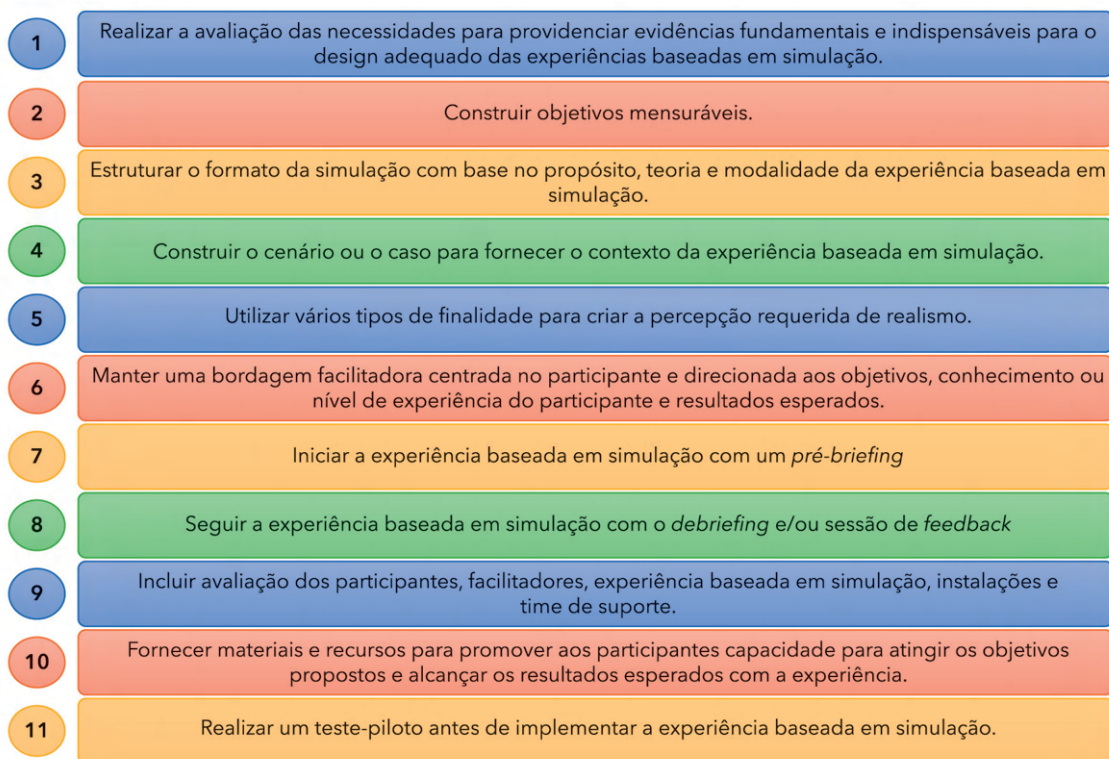 1
Realizar a avaliação das necessidades para providenciar evidências fundamentais e indispensáveis para o
design adequado das experiências baseadas em simulação.
2
Construir objetivos mensuráveis.
3
Estruturar o formato da simulação com base no propósito, teoria e modalidade da experiência baseada em
simulação.
4
Construir o cenário ou o caso para fornecer o contexto da experiência baseada em simulação.
5
Utilizar vários tipos de finalidade para criar a percepção requerida de realismo.
6
Manter uma bordagem facilitadora centrada no participante e direcionada aos objetivos, conhecimento ou
nível de experiência do participante e resultados esperados.
7
Iniciar a experiência baseada em simulação com um pré-briefing
8
Seguir a experiência baseada em simulação com o debriefing e/ou sessão de feedback
9
Incluir avaliação dos participantes, facilitadores, experiência baseada em simulação, instalações e
time de suporte.
10
Fornecer materiais e recursos para promover aos participantes capacidade para atingir os objetivos
propostos e alcançar os resultados esperados com a experiência.
11
Realizar um teste-piloto antes de implementar a experiência baseada em simulação.